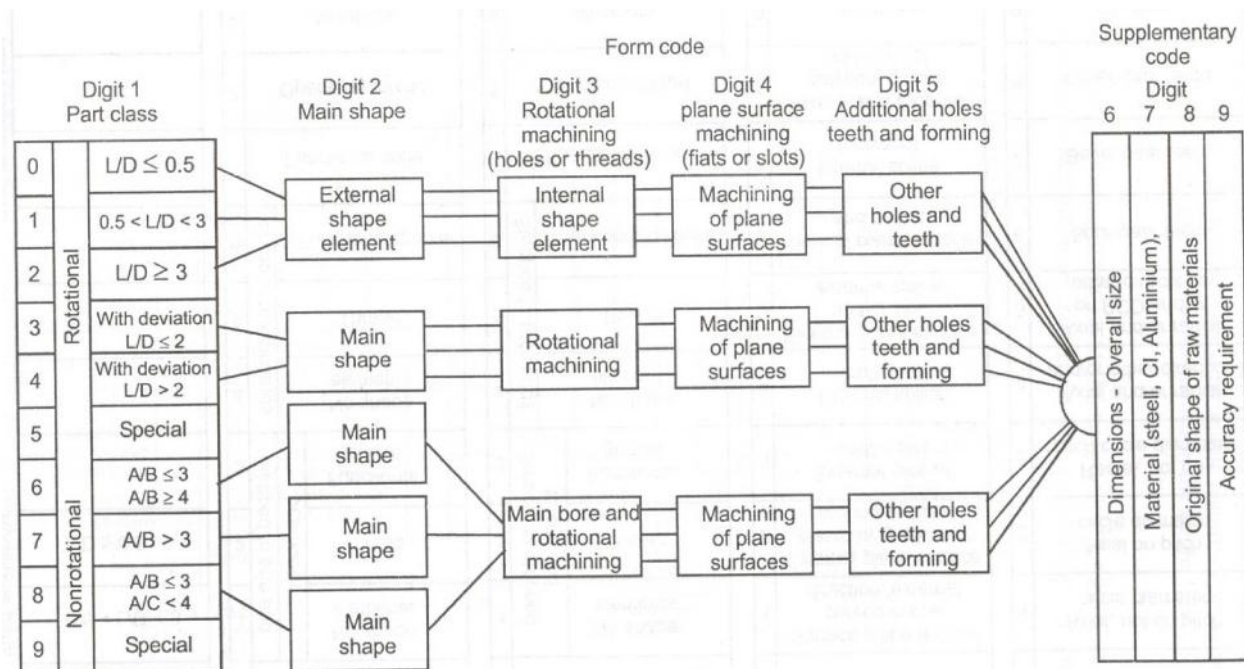 Form code
Supplementary
code
Digit
6 7 8 9
Digit 1
Part class
Digit 2
Main shape
Digit 3
Rotational
machining
(holes or threads)
Digit 4
plane surface
machining
(fiats or slots)
Digit 5
Additional holes
teeth and forming
Rotational
Nonrotational
0
L/D ≤ 0.5
1
0.5 < L/D < 3
2
L/D ≥ 3
3
With deviation
L/D ≤ 2
4
With deviation
L/D > 2
5
Special
6
A/B ≤ 3
A/B ≥ 4
7
A/B > 3
8
A/B ≤ 3
A/C < 4
9
Special
External
shape
element
Internal
shape
element
Machining
of plane
surfaces
Other
holes and
teeth
Main
shape
Rotational
machining
Machining
of plane
surfaces
Other holes
teeth and
forming
Main
shape
Main
shape
Main
shape
Main bore and
rotational
machining
Machining
of plane
surfaces
Other holes
teeth and
forming
Dimensions - Overall size
Material (steell, CI, Aluminium),
Original shape of raw materials
Accuracy requirement